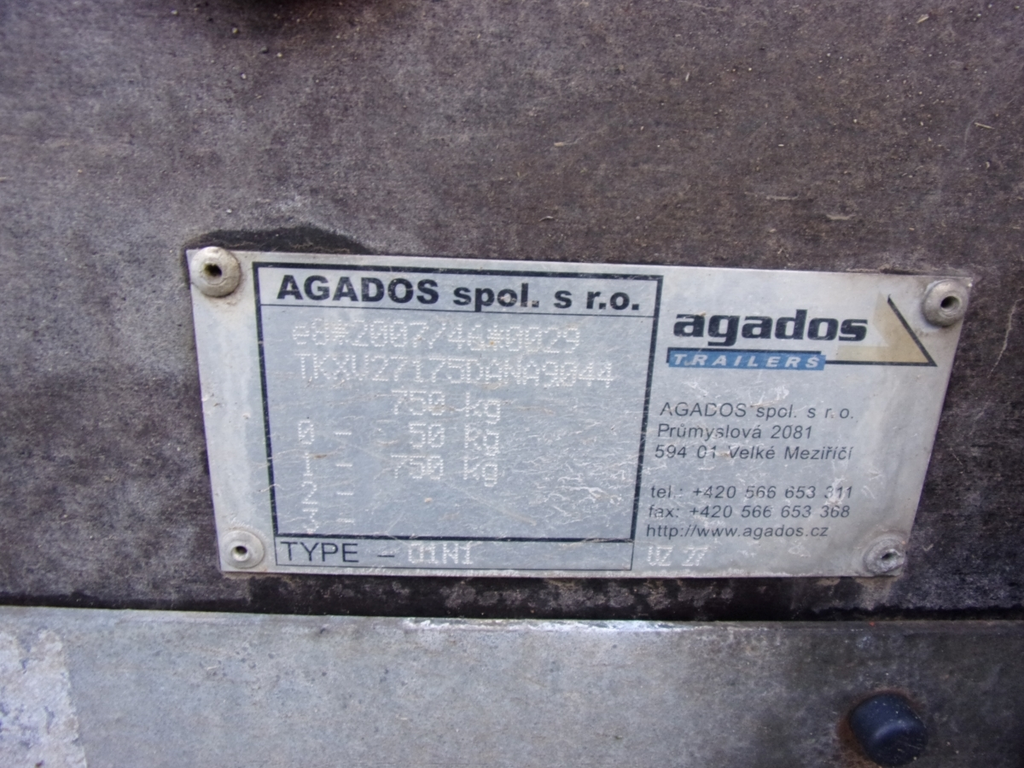 AGADOS spol. s r.o.
e8*2007/46*0029
TKXU27175DANA9044
750 kg
0 - 50 kg
1 - 750 kg
2 -
3 -
TYPE - O1N1
agados
TRAILERS
AGADOS spol. s r.o.
Průmyslová 2081
594 01 Velké Meziříčí
tel.: +420 566 653 311
fax: +420 566 653 368
http://www.agados.cz
VZ 27